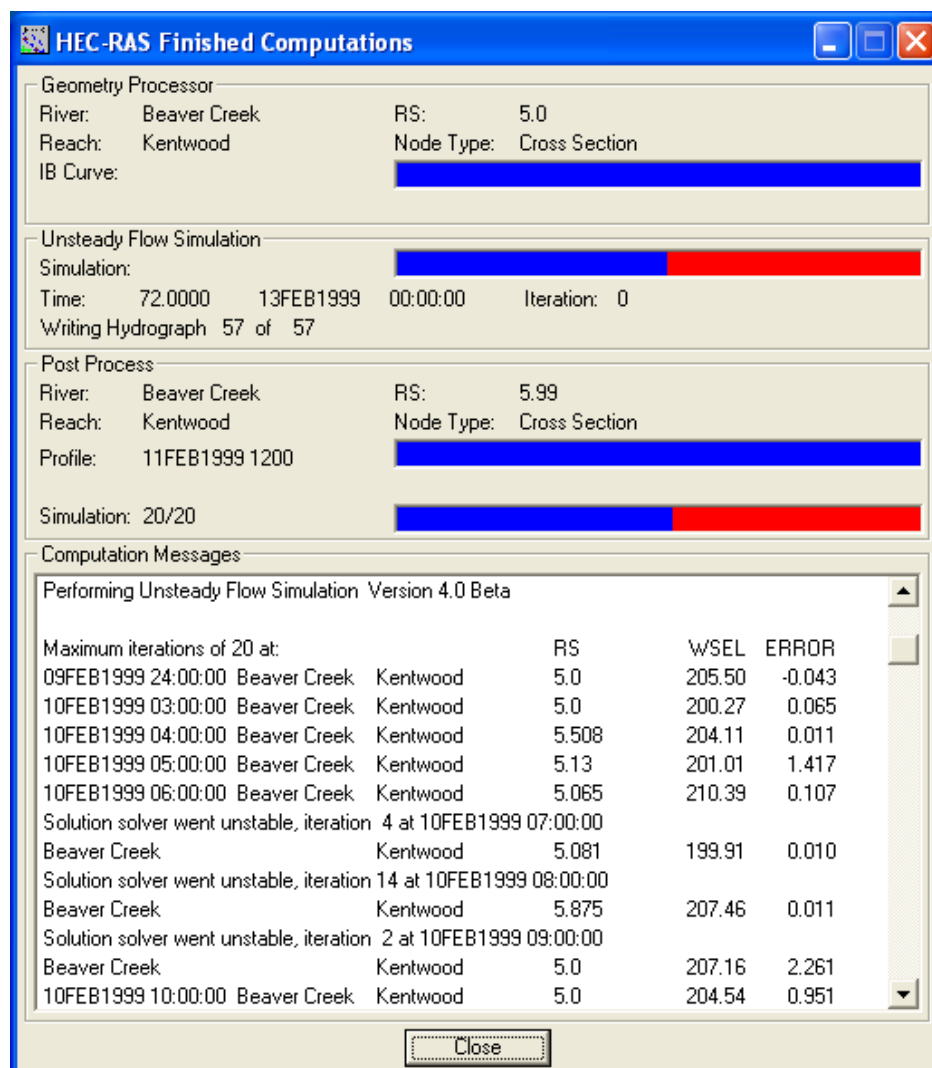 HEC-RAS Finished Computations
Geometry Processor
River: Beaver Creek RS: 5.0
Reach: Kentwood Node Type: Cross Section
IB Curve:
Unsteady Flow Simulation
Simulation:
Time: 72.0000 13FEB1999 00:00:00 Iteration: 0
Writing Hydrograph 57 of 57
Post Process
River: Beaver Creek RS: 5.99
Reach: Kentwood Node Type: Cross Section
Profile: 11FEB1999 1200
Simulation: 20/20
Computation Messages
Performing Unsteady Flow Simulation Version 4.0 Beta
Maximum iterations of 20 at: RS WSEL ERROR
09FEB1999 24:00:00 Beaver Creek Kentwood 5.0 205.50 -0.043
10FEB1999 03:00:00 Beaver Creek Kentwood 5.0 200.27 0.065
10FEB1999 04:00:00 Beaver Creek Kentwood 5.508 204.11 0.011
10FEB1999 05:00:00 Beaver Creek Kentwood 5.13 201.01 1.417
10FEB1999 06:00:00 Beaver Creek Kentwood 5.065 210.39 0.107
Solution solver went unstable, iteration 4 at 10FEB1999 07:00:00
Beaver Creek Kentwood 5.081 199.91 0.010
Solution solver went unstable, iteration 14 at 10FEB1999 08:00:00
Beaver Creek Kentwood 5.875 207.46 0.011
Solution solver went unstable, iteration 2 at 10FEB1999 09:00:00
Beaver Creek Kentwood 5.0 207.16 2.261
10FEB1999 10:00:00 Beaver Creek Kentwood 5.0 204.54 0.951
Close